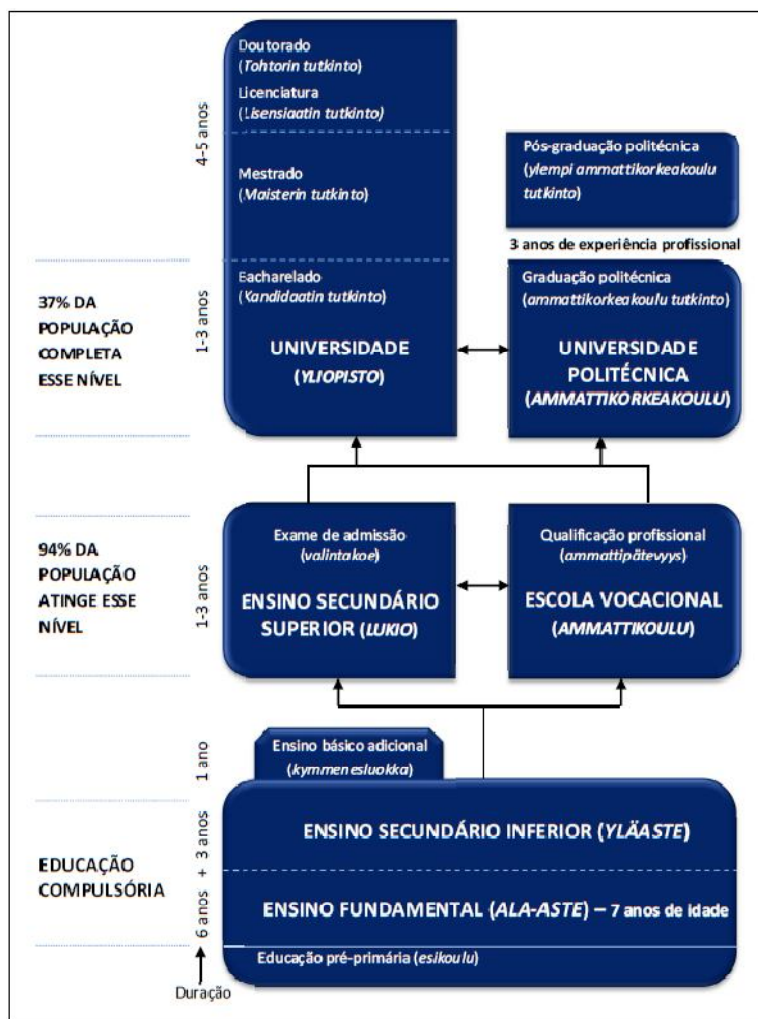 Doutorado
(Tohtorin tutkinto)
Licenciatura
(Lisensiaatin tutkinto)
4-5 anos
Mestrado
(Maisterin tutkinto)
Pós-graduação politécnica
(ylempi ammattikorkeakoulu
tutkinto)
3 anos de experiência profissional
37% DA
POPULAÇÃO
COMPLETA
ESSE NÍVEL
1-3 anos
Bacharelado
(Kandidaatin tutkinto)
UNIVERSIDADE
(YLIOPISTO)
Graduação politécnica
(ammattikorkeakoulu tutkinto)
UNIVERSIDADE
POLITÉCNICA
(AMMATTIKORKEAKOULU)
94% DA
POPULAÇÃO
ATINGE ESSE
NÍVEL
1-3 anos
Exame de admissão
(valintakoe)
ENSINO SECUNDÁRIO
SUPERIOR (LUKIO)
Qualificação profissional
(ammattipätevyys)
ESCOLA VOCACIONAL
(AMMATTIKOULU)
1 ano
Ensino básico adicional
(kymmenesluokka)
EDUCAÇÃO
COMPULSÓRIA
6 anos + 3 anos
ENSINO SECUNDÁRIO INFERIOR (YLÄASTE)
ENSINO FUNDAMENTAL (ALA-ASTE) – 7 anos de idade
Educação pré-primária (esikoulu)
Duração